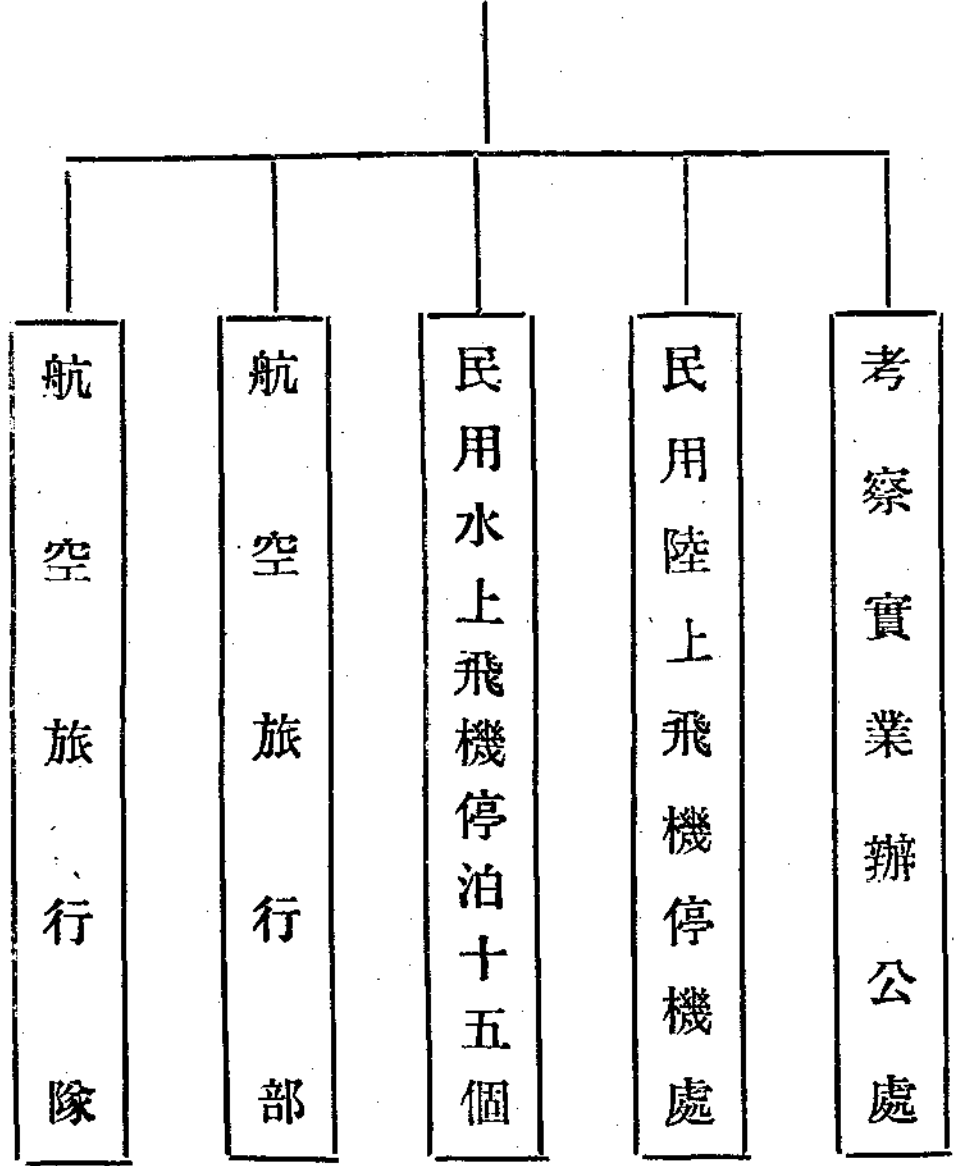 考察實業辦公處
民用陸上飛機停機處
民用水上飛機停泊十五個
航空旅行部
航空旅行隊